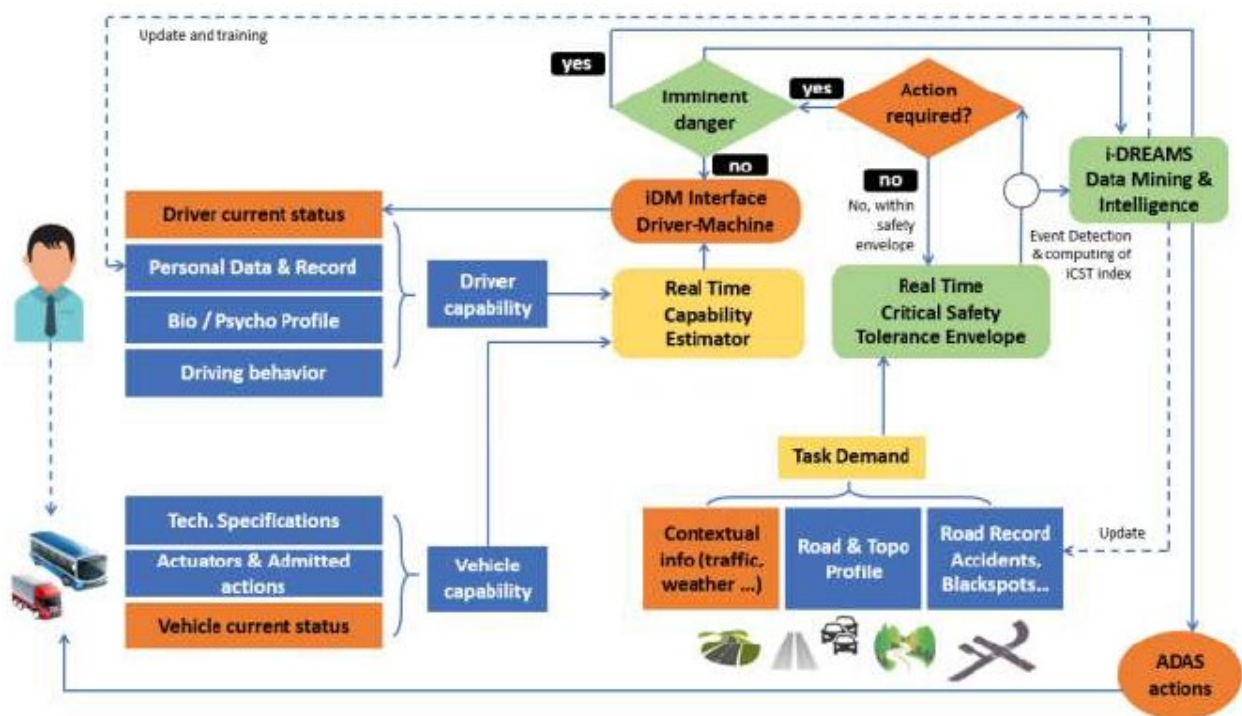 Update and training
yes
Imminent
danger
yes
Action
required?
i-DREAMS
Data Mining &
Intelligence
no
no
No, within
safety
envelope
Event Detection
& computing of
iCST index
iDM Interface
Driver-Machine
Driver current status
Personal Data & Record
Bio / Psycho Profile
Driving behavior
Driver
capability
Real Time
Capability
Estimator
Real Time
Critical Safety
Tolerance Envelope
Task Demand
Tech. Specifications
Actuators & Admitted
actions
Vehicle current status
Vehicle
capability
Contextual
info (traffic,
weather ...)
Road & Topo
Profile
Road Record
Accidents,
Blackspots...
Update
ADAS
actions